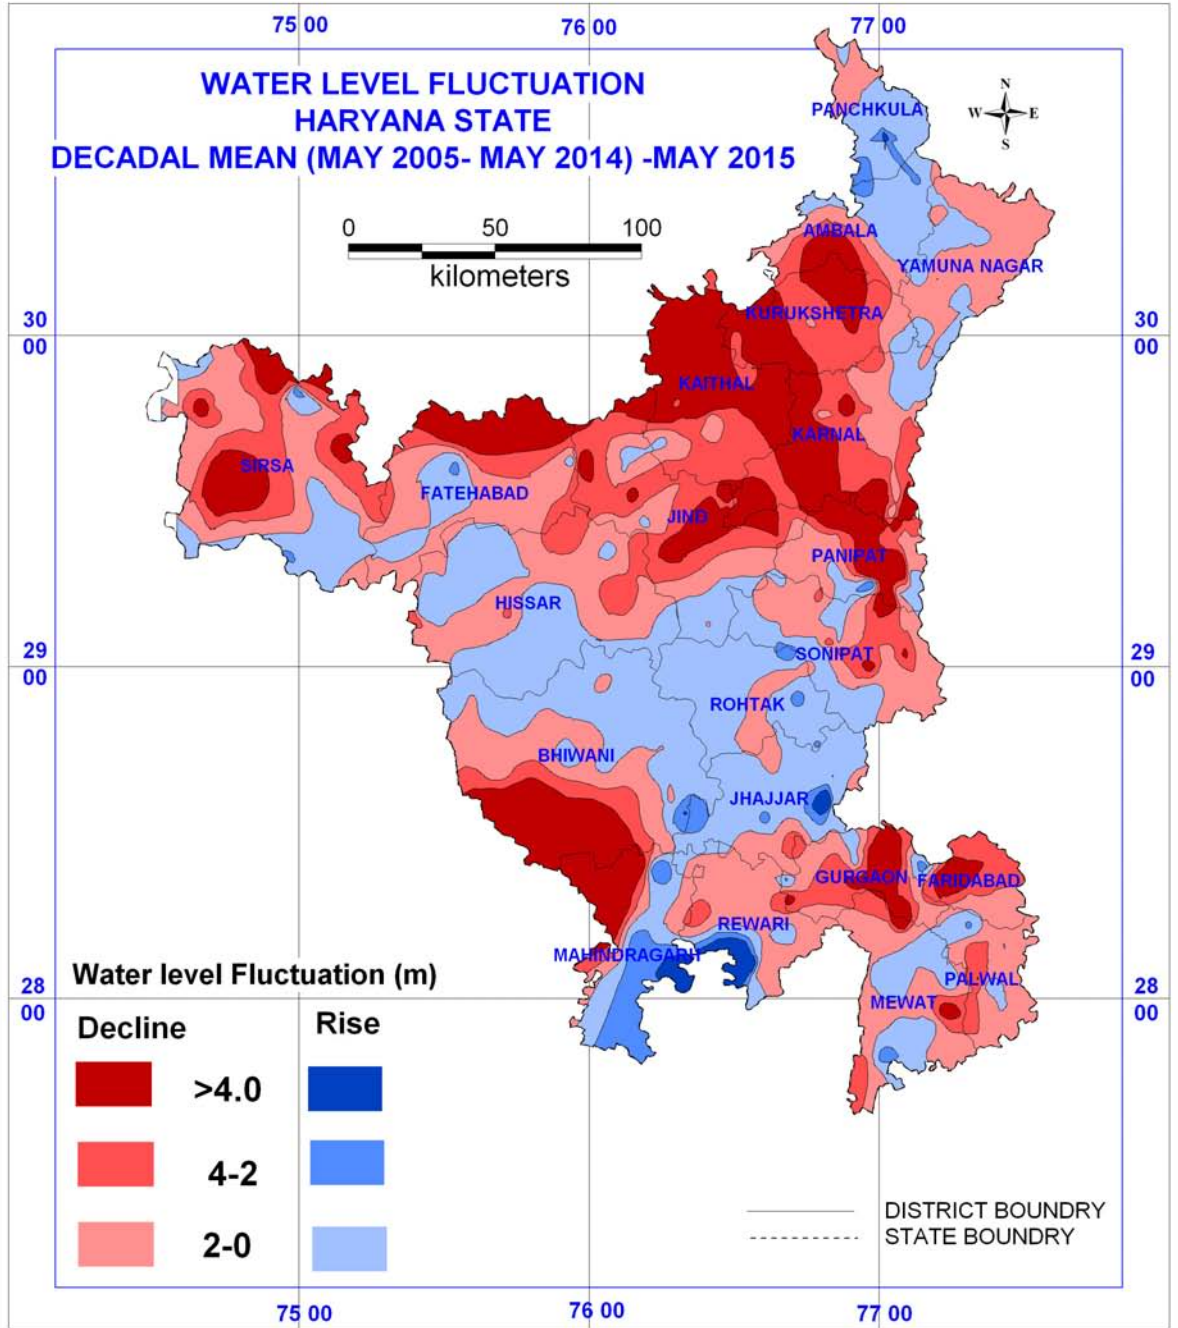 75 00 76 00 77 00
WATER LEVEL FLUCTUATION
HARYANA STATE
DECADAL MEAN (MAY 2005- MAY 2014) -MAY 2015
N
W E
S
0 50 100
kilometers
PANCHKULA
AMBALA
YAMUNA NAGAR
KURUKSHETRA
30
00
30
00
KAITHAL
KARNAL
SIRSA
FATEHABAD
JIND
PANIPAT
HISSAR
SONIPAT
29
00
29
00
ROHTAK
BHIWANI
JHAJJAR
GURGAON
FARIDABAD
REWARI
MAHINDRAGARH
PALWAL
MEWAT
28
00
28
00
Water level Fluctuation (m)
Decline Rise
>4.0
4-2
2-0
DISTRICT BOUNDRY
STATE BOUNDRY
75 00 76 00 77 00